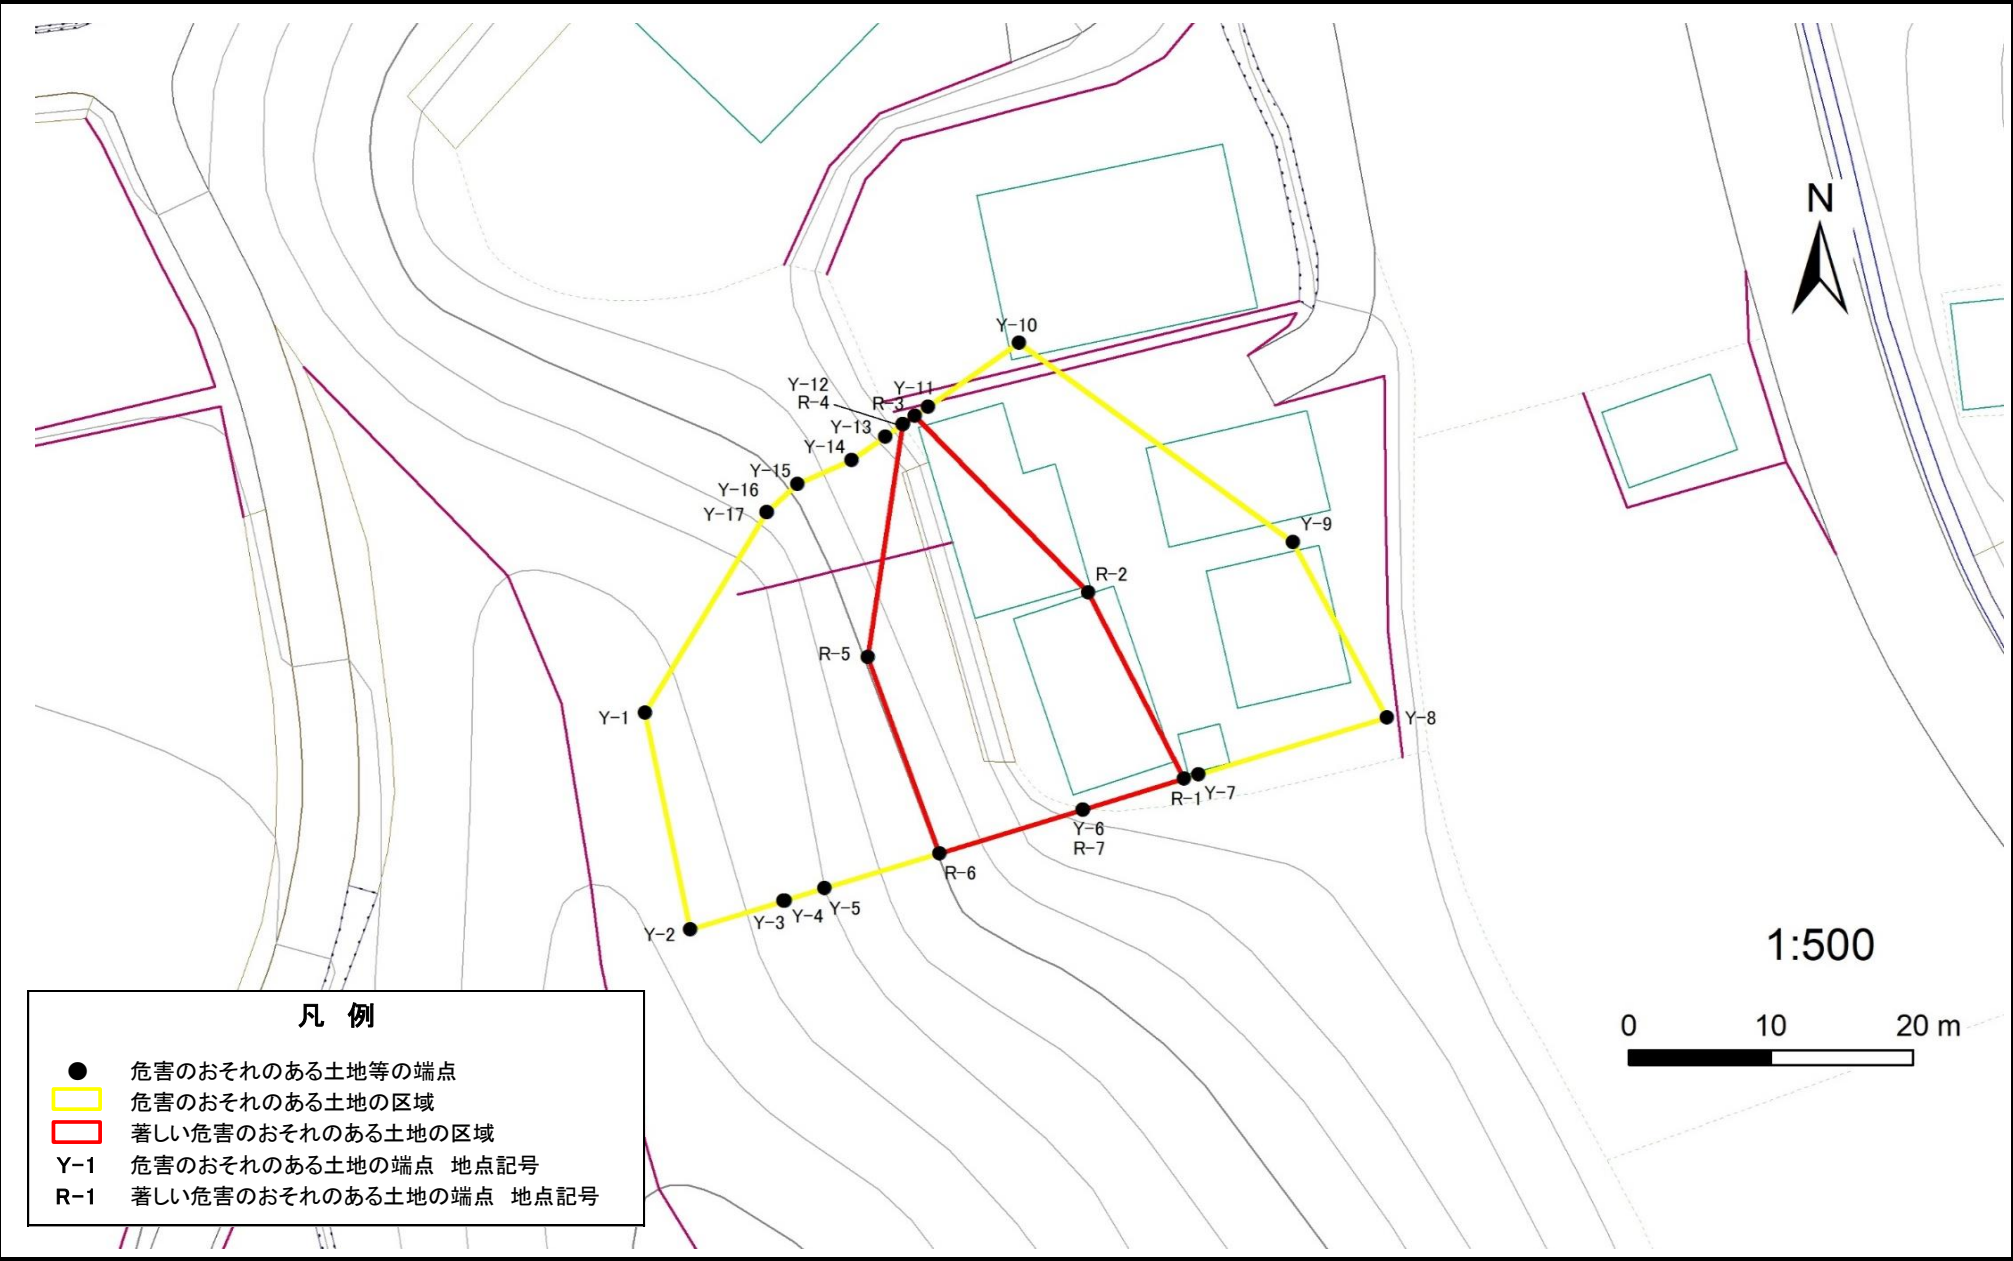 N
Y-10
Y-12
R-4
Y-11
R-3
Y-13
Y-14
Y-15
Y-16
Y-17
Y-9
R-2
R-5
Y-1
Y-8
R-1
Y-7
Y-6
R-7
R-6
Y-5
Y-4
Y-3
Y-2
1:500
0 10 20 m
凡 例
危害のおそれのある土地等の端点
危害のおそれのある土地の区域
著しい危害のおそれのある土地の区域
Y-1 危害のおそれのある土地の端点 地点記号
R-1 著しい危害のおそれのある土地の端点 地点記号